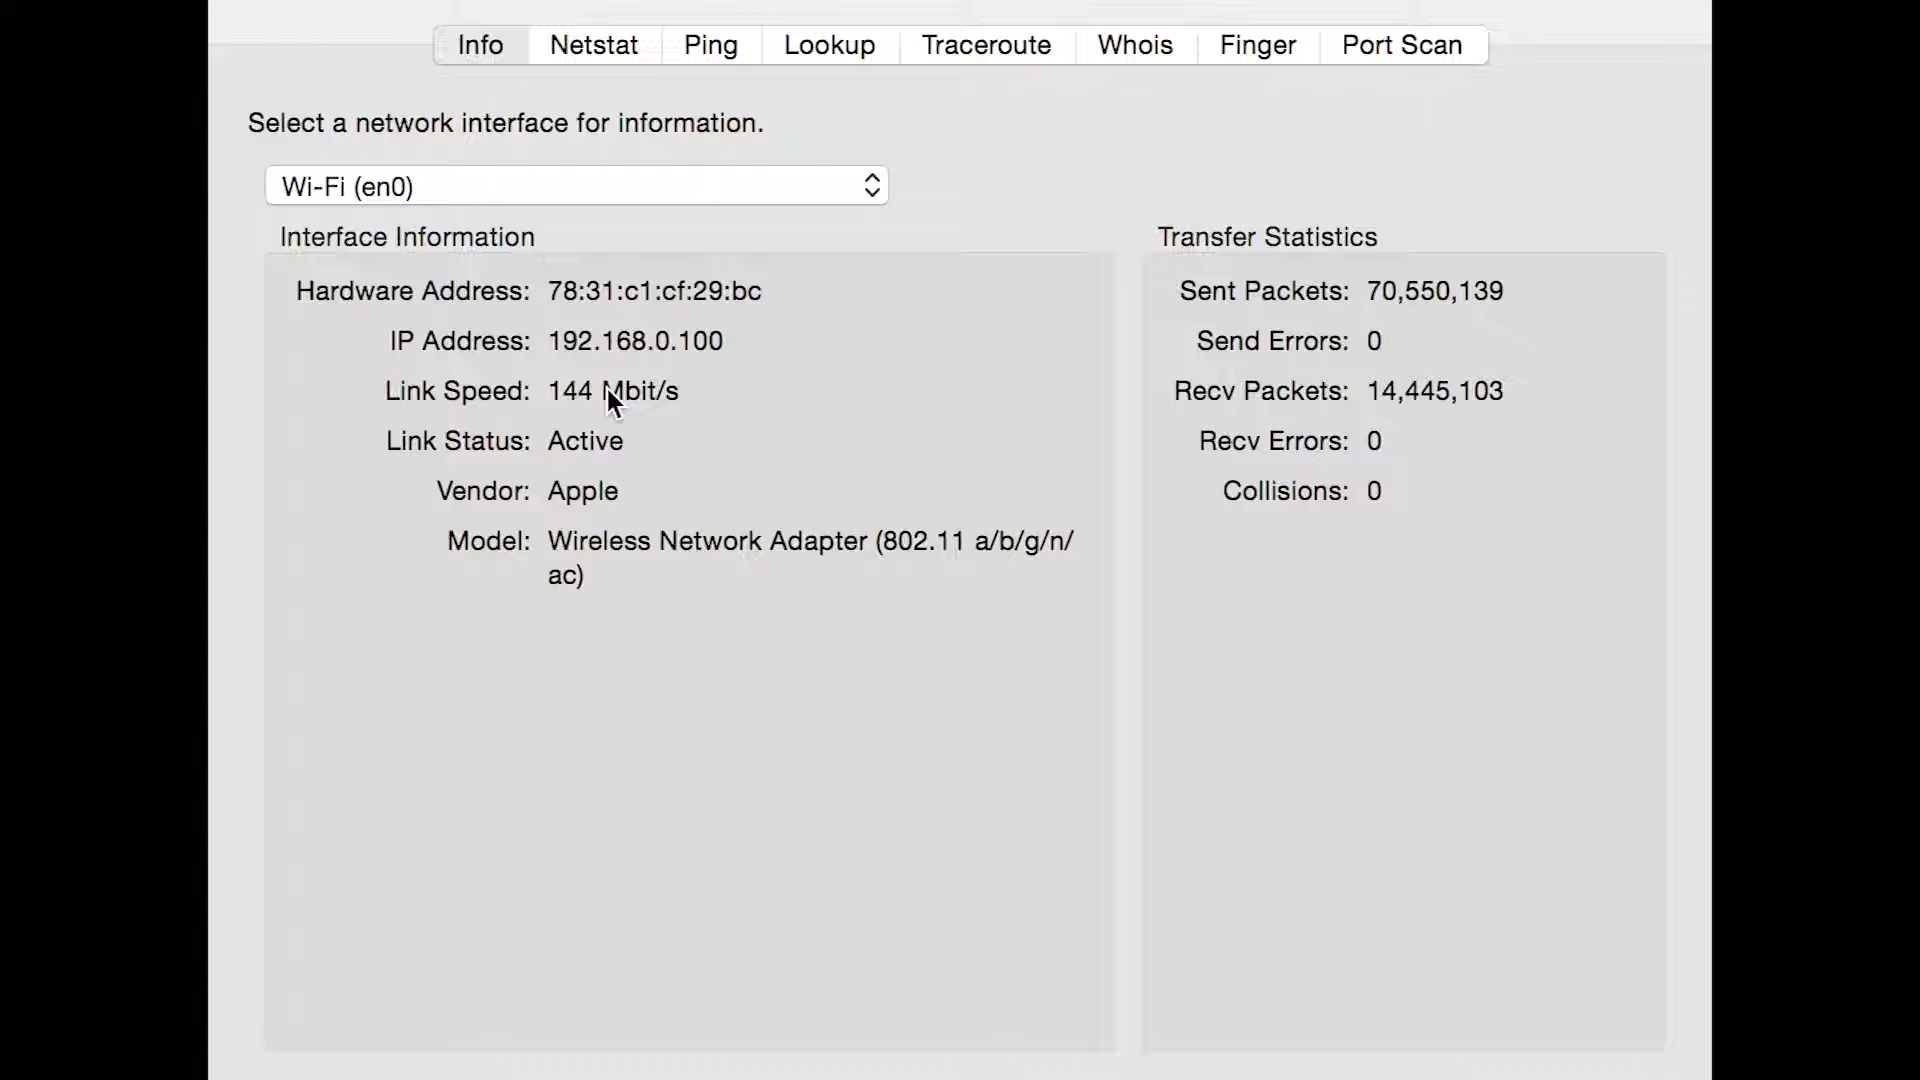 Info Netstat Ping Lookup Traceroute Whois Finger Port Scan
Select a network interface for information.
Wi-Fi (en0)
Interface Information
Hardware Address: 78:31:c1:cf:29:bc
IP Address: 192.168.0.100
Link Speed: 144 Mbit/s
Link Status: Active
Vendor: Apple
Model: Wireless Network Adapter (802.11 a/b/g/n/
ac)
Transfer Statistics
Sent Packets: 70,550,139
Send Errors: 0
Recv Packets: 14,445,103
Recv Errors: 0
Collisions: 0